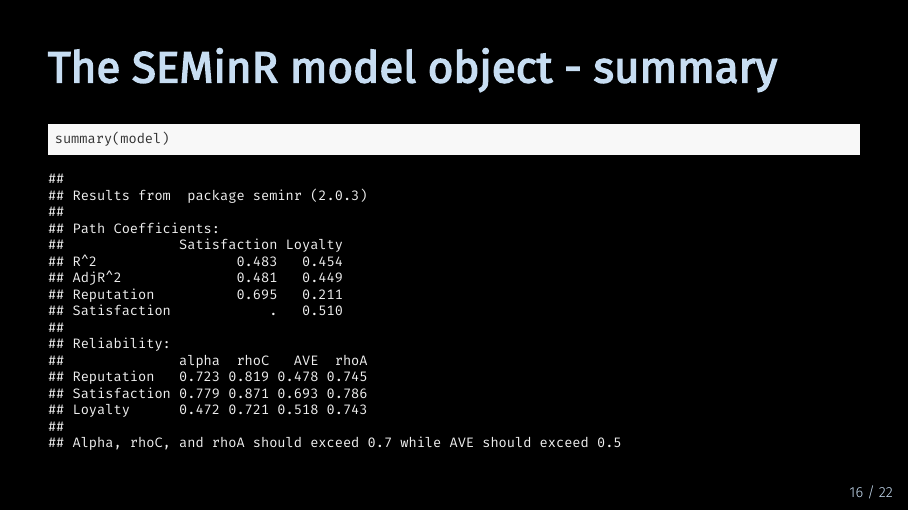 The SEMinR model object - summary
summary(model)
##
## Results from  package seminr (2.0.3)
##
## Path Coefficients:
##              Satisfaction Loyalty
## R^2                 0.483   0.454
## AdjR^2              0.481   0.449
## Reputation          0.695   0.211
## Satisfaction            .   0.510
##
## Reliability:
##              alpha  rhoC   AVE  rhoA
## Reputation   0.723 0.819 0.478 0.745
## Satisfaction 0.779 0.871 0.693 0.786
## Loyalty      0.472 0.721 0.518 0.743
##
## Alpha, rhoC, and rhoA should exceed 0.7 while AVE should exceed 0.5
16 / 22